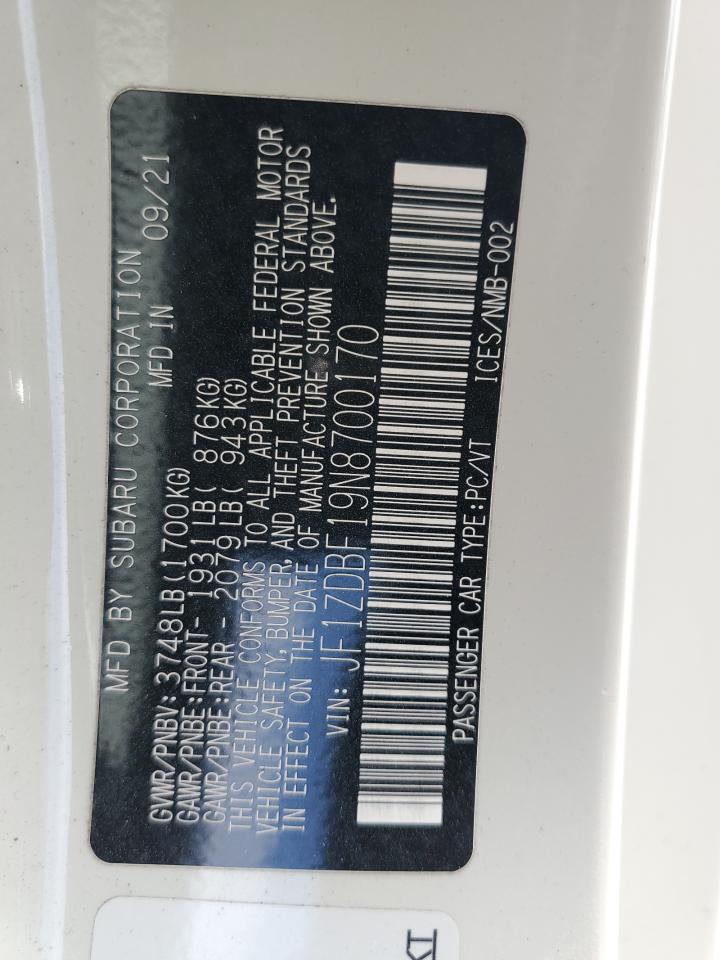 MFD BY SUBARU CORPORATION
MFD IN 09/21
GVWR/PNBV: 3748LB(1700KG)
GAWR/PNBE:FRONT- 1931LB( 876KG)
GAWR/PNBE:REAR - 2079LB( 943KG)
THIS VEHICLE CONFORMS TO ALL APPLICABLE FEDERAL MOTOR
VEHICLE SAFETY, BUMPER, AND THEFT PREVENTION STANDARDS
IN EFFECT ON THE DATE OF MANUFACTURE SHOWN ABOVE.
VIN: JF1ZDBF19N8700170
PASSENGER CAR TYPE:PC/VT ICES/NMB-002